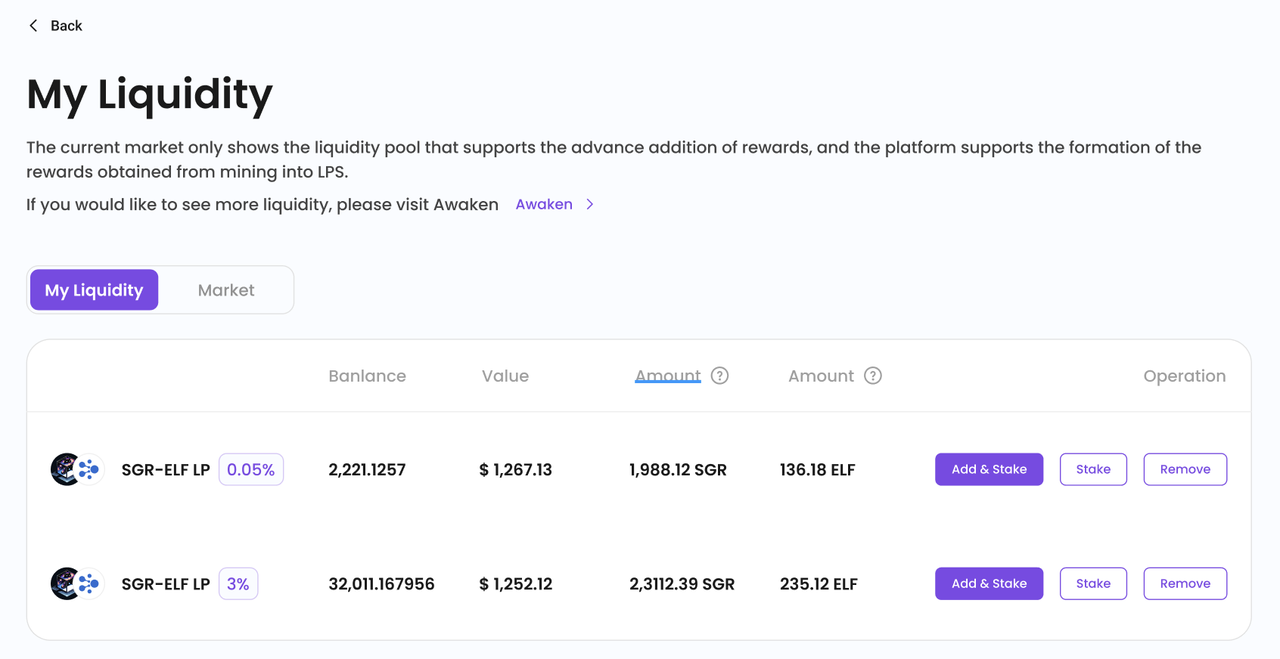 Back
My Liquidity
The current market only shows the liquidity pool that supports the advance addition of rewards, and the platform supports the formation of the
rewards obtained from mining into LPS.
If you would like to see more liquidity, please visit Awaken Awaken >
My Liquidity Market
Banlance Value Amount ? Amount ? Operation
SGR-ELF LP 0.05% 2,221.1257 $ 1,267.13 1,988.12 SGR 136.18 ELF Add & Stake Stake Remove
SGR-ELF LP 3% 32,011.167956 $ 1,252.12 2,3112.39 SGR 235.12 ELF Add & Stake Stake Remove